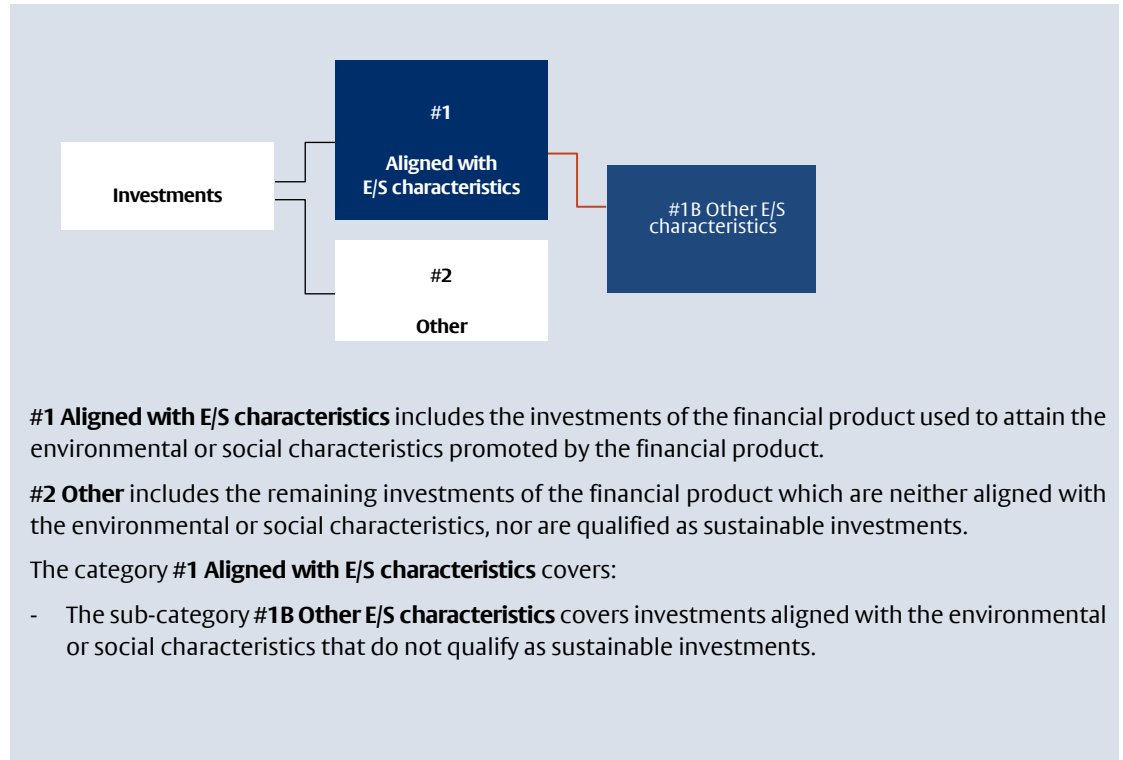 #1
Aligned with
E/S characteristics
Investments
#1B Other E/S
characteristics
#2
Other
#1 Aligned with E/S characteristics includes the investments of the financial product used to attain the
environmental or social characteristics promoted by the financial product.
#2 Other includes the remaining investments of the financial product which are neither aligned with
the environmental or social characteristics, nor are qualified as sustainable investments.
The category #1 Aligned with E/S characteristics covers:
- The sub-category #1B Other E/S characteristics covers investments aligned with the environmental
or social characteristics that do not qualify as sustainable investments.